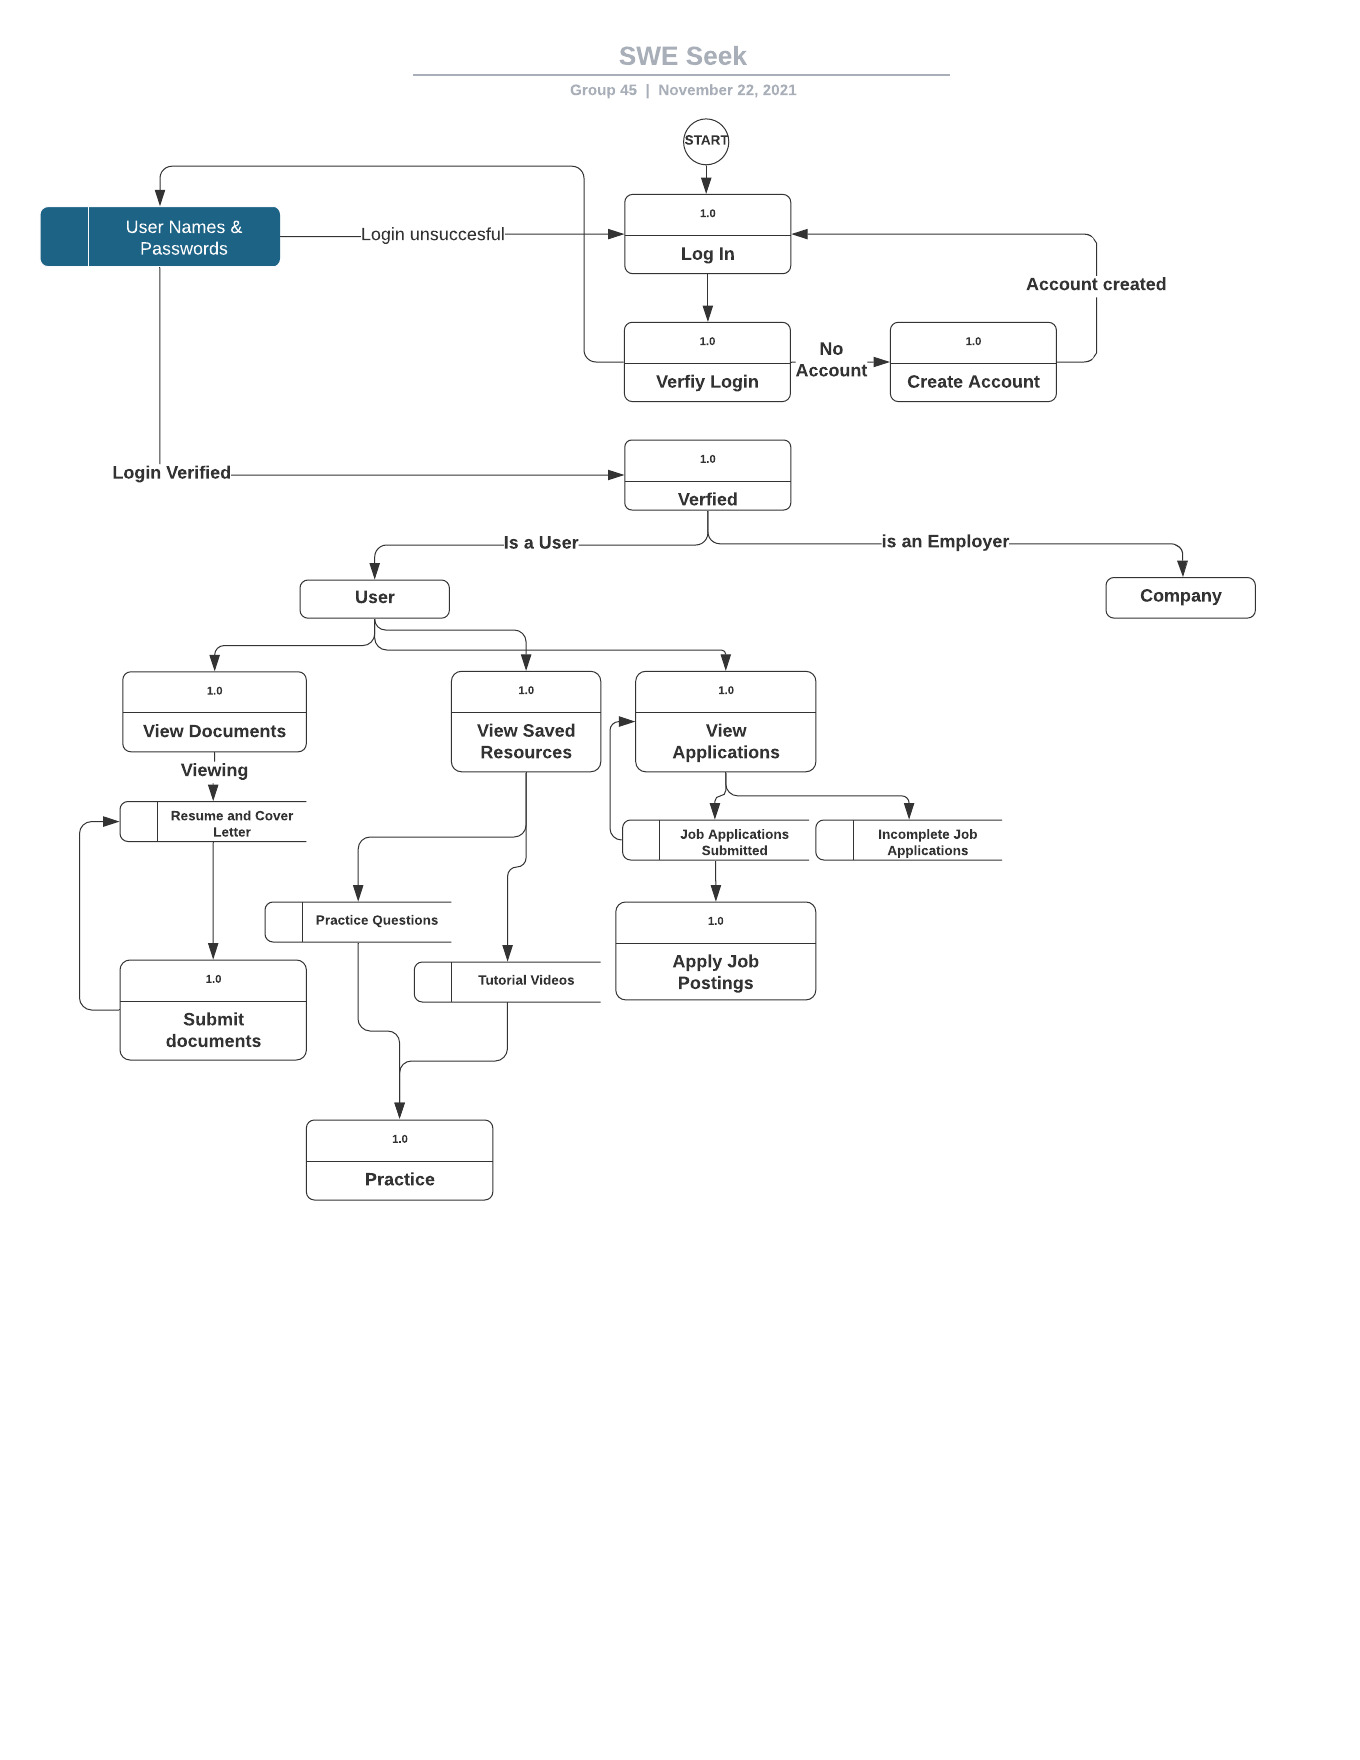 SWE Seek
Group 45 | November 22, 2021
START
1.0
Log In
User Names &
Passwords
Login unsuccesful
Account created
1.0
Verfiy Login
No
Account
1.0
Create Account
Login Verified
1.0
Verfied
Is a User
is an Employer
User
Company
1.0
View Documents
1.0
View Saved
Resources
1.0
View
Applications
Viewing
Resume and Cover
Letter
Job Applications
Submitted
Incomplete Job
Applications
Practice Questions
1.0
Apply Job
Postings
Tutorial Videos
1.0
Submit
documents
1.0
Practice